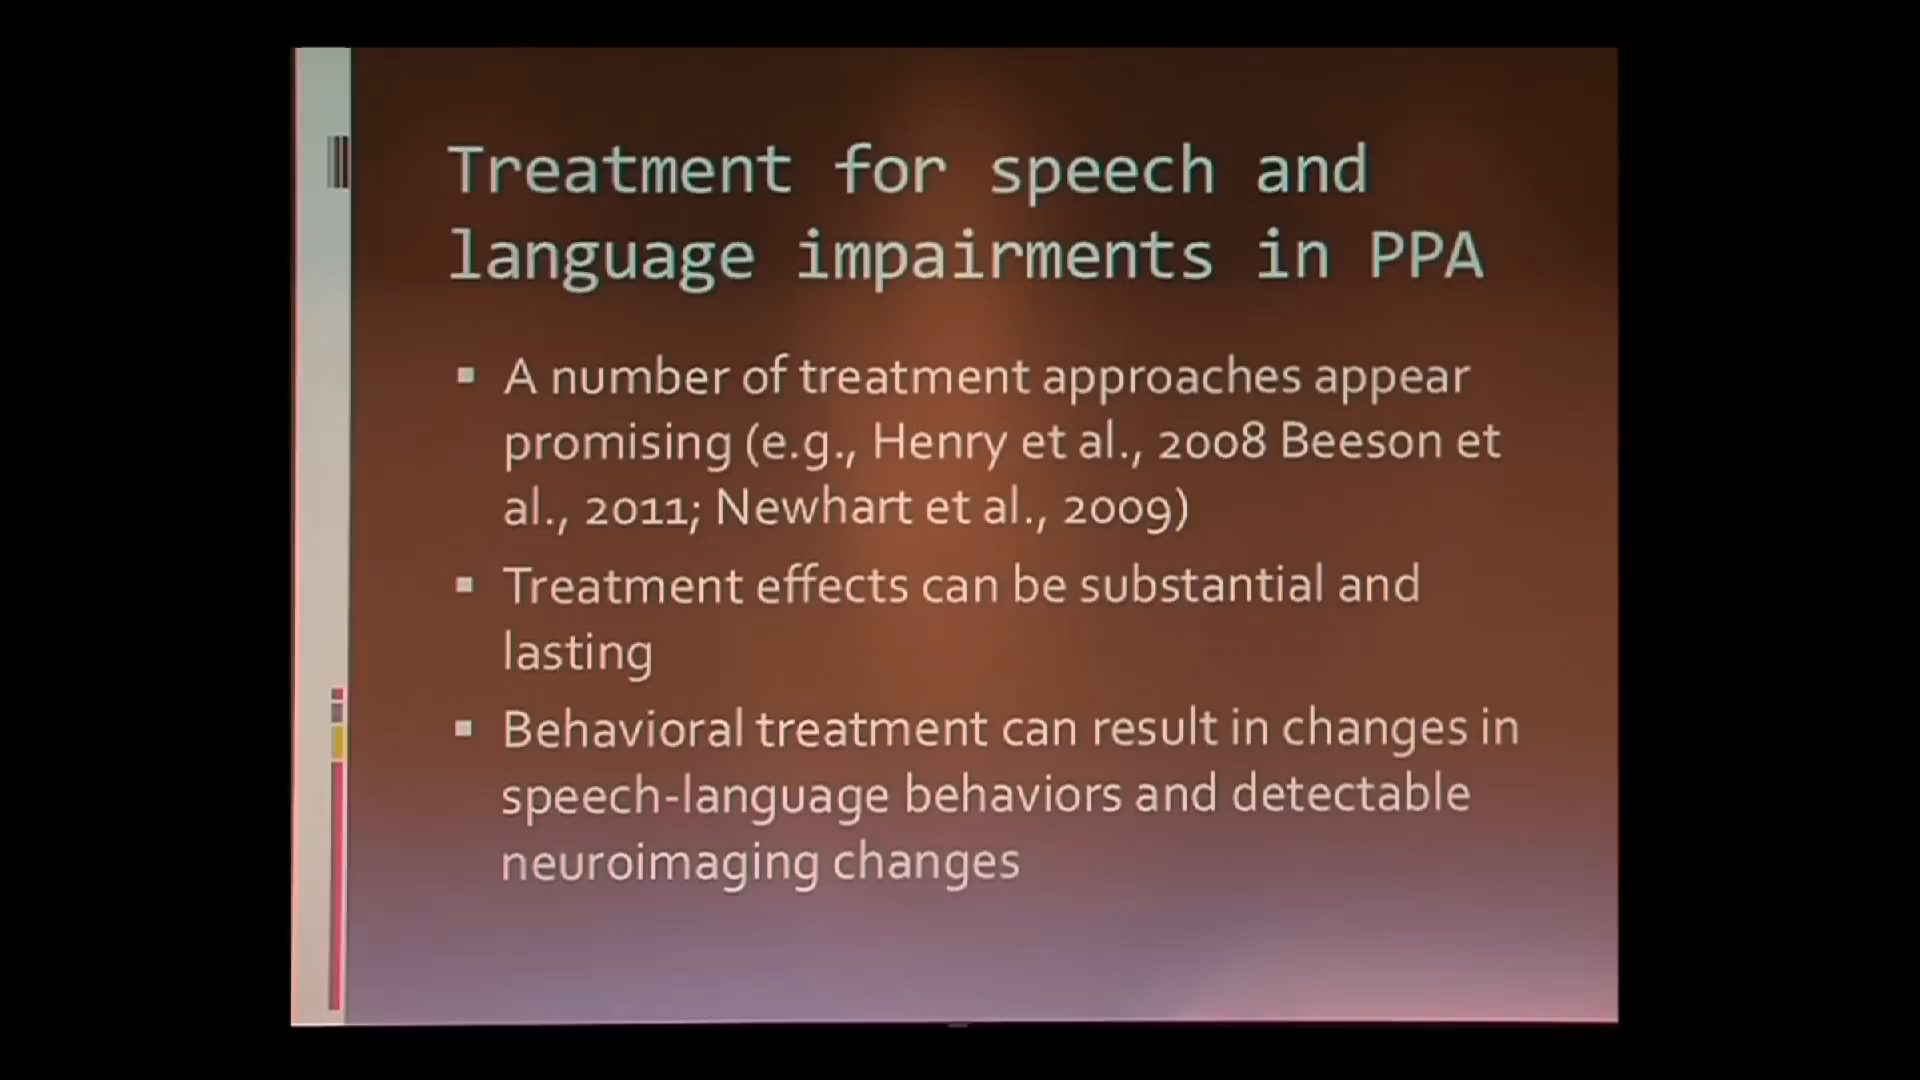 Treatment for speech and
language impairments in PPA
▪ A number of treatment approaches appear
promising (e.g., Henry et al., 2008 Beeson et
al., 2011; Newhart et al., 2009)
▪ Treatment effects can be substantial and
lasting
▪ Behavioral treatment can result in changes in
speech-language behaviors and detectable
neuroimaging changes